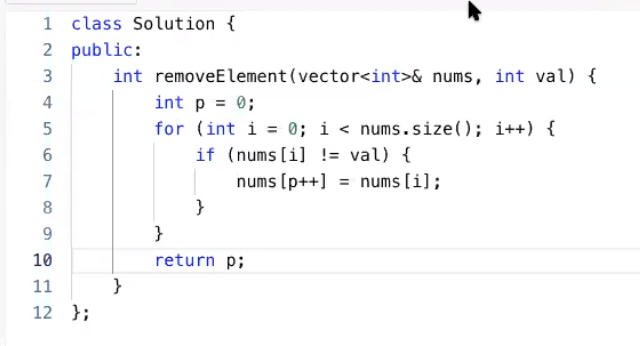 1 class Solution {
2 public:
3     int removeElement(vector<int>& nums, int val) {
4         int p = 0;
5         for (int i = 0; i < nums.size(); i++) {
6             if (nums[i] != val) {
7                 nums[p++] = nums[i];
8             }
9         }
10         return p;
11     }
12 };